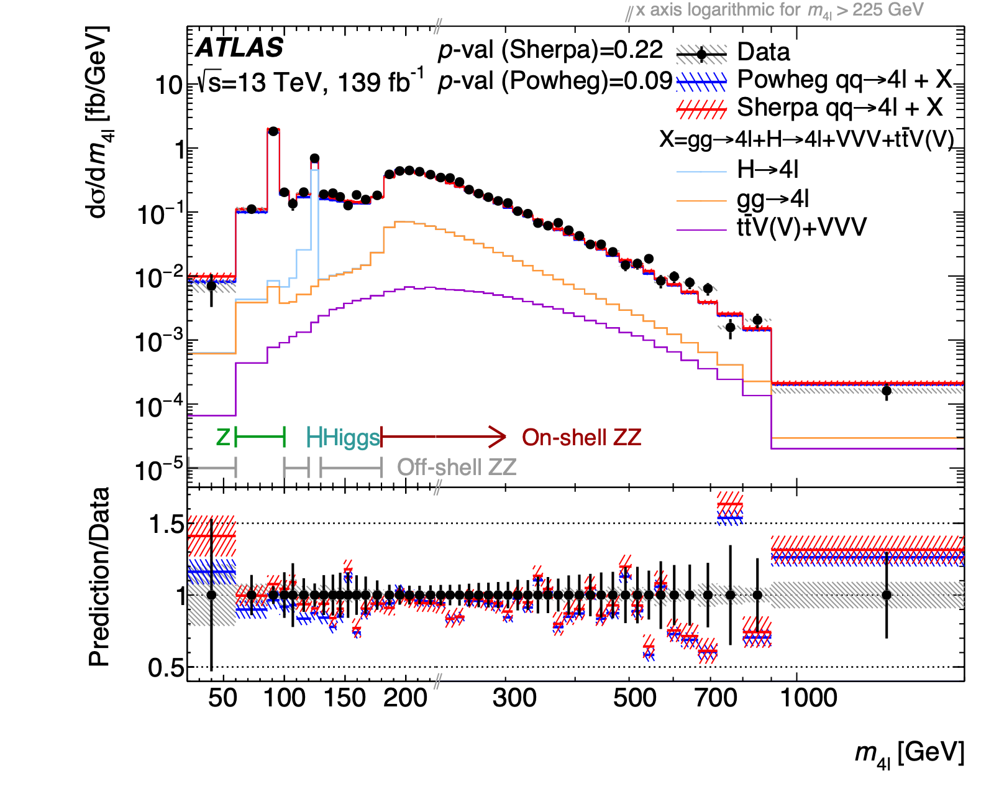 // x axis logarithmic for m4l > 225 GeV
ATLAS
√s=13 TeV, 139 fb-1
p-val (Sherpa)=0.22
p-val (Powheg)=0.09
Data
Powheg qq→4l + X
Sherpa qq→4l + X
X=gg→4l+H→4l+VVV+tt̄V(V)
H→4l
gg→4l
tt̄V(V)+VVV
dσ/dm4l [fb/GeV]
10
1
10−1
10−2
10−3
10−4
10−5
Z
Higgs
On-shell ZZ
Off-shell ZZ
Prediction/Data
1.5
1
0.5
50 100 150 200 300 500 700 1000
m4l [GeV]